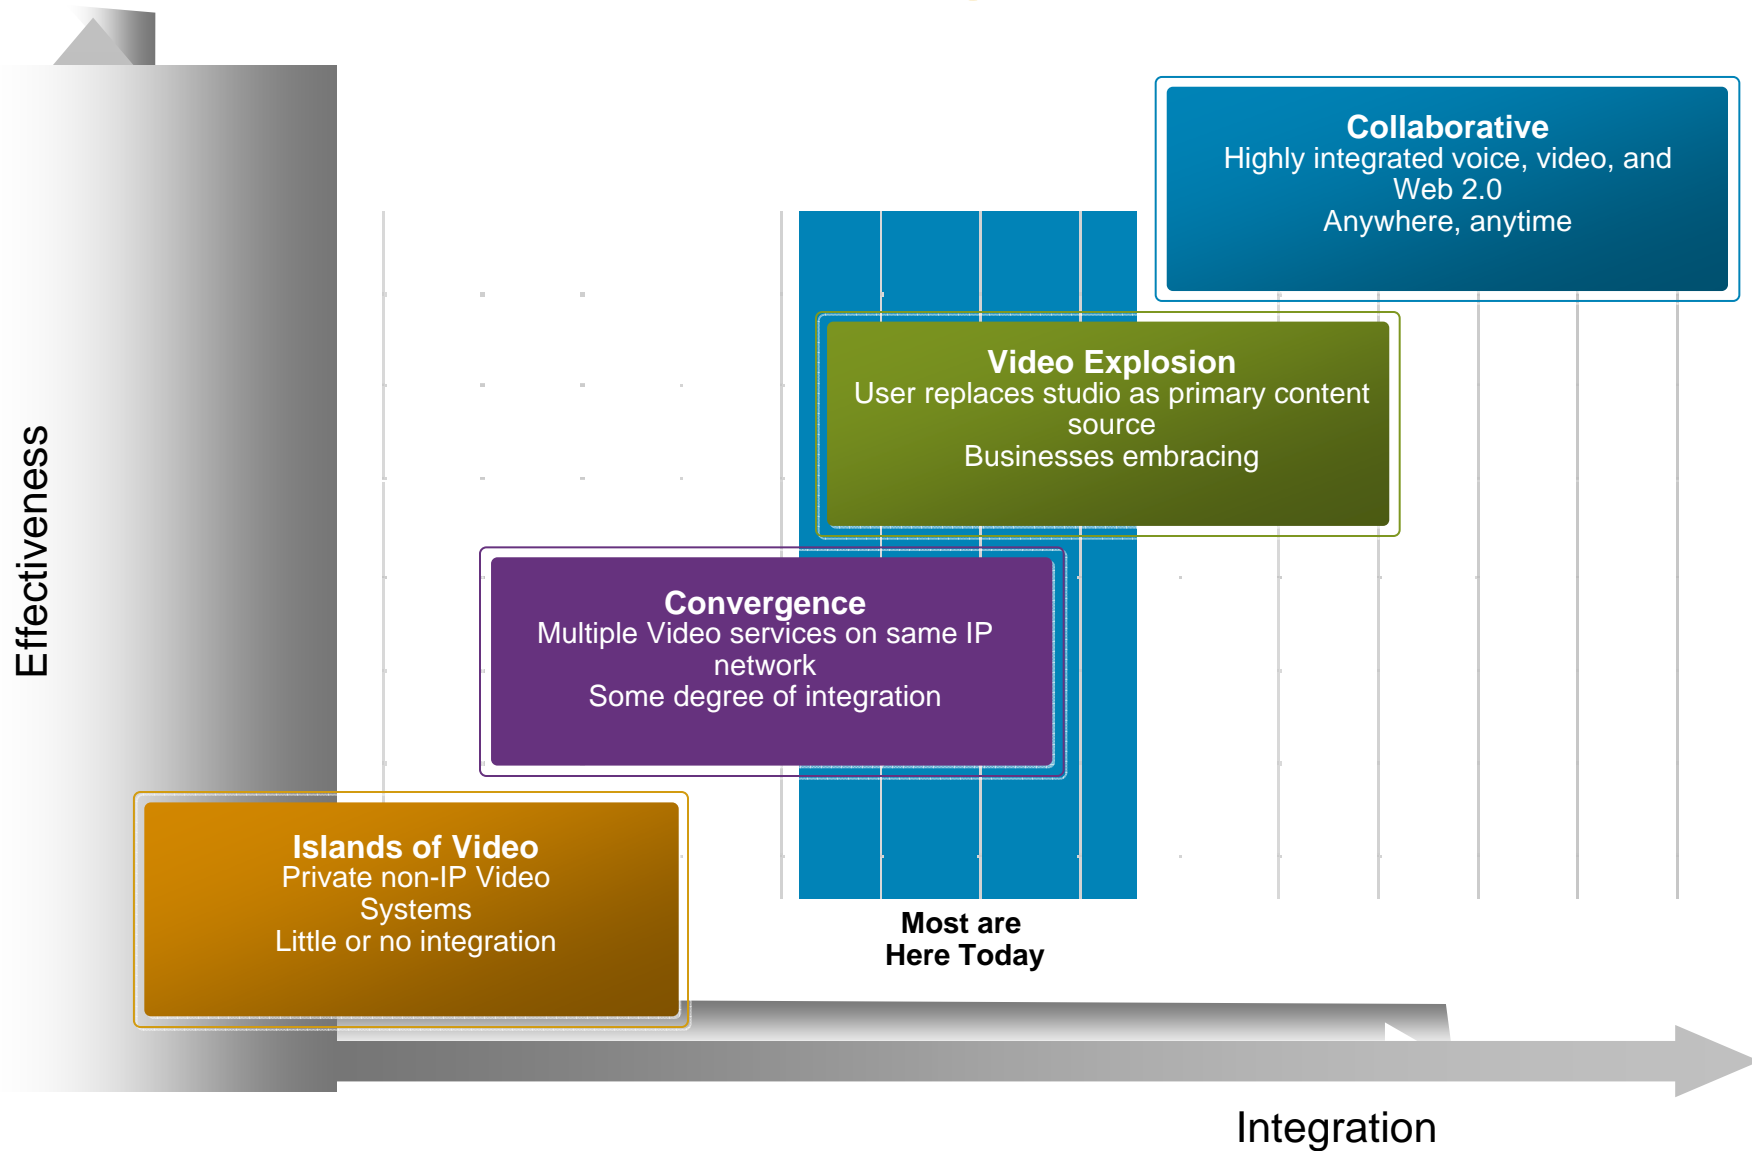 Collaborative
Highly integrated voice, video, and
Web 2.0
Anywhere, anytime
Video Explosion
User replaces studio as primary content
source
Businesses embracing
Effectiveness
Convergence
Multiple Video services on same IP
network
Some degree of integration
Islands of Video
Private non-IP Video
Systems
Little or no integration
Most are
Here Today
Integration